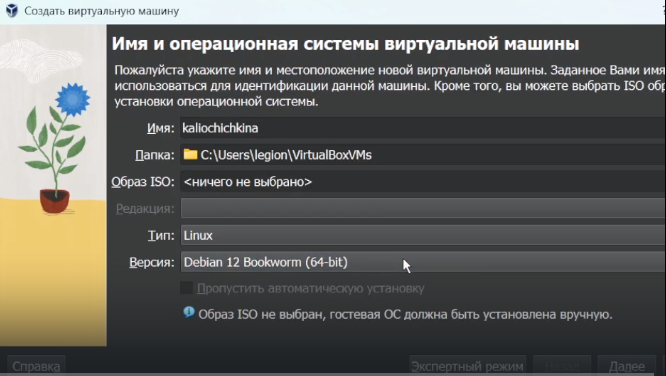 Создать виртуальную машину
Имя и операционная системы виртуальной машины
Пожалуйста укажите имя и местоположение новой виртуальной машины. Заданное Вами имя
использоваться для идентификации данной машины. Кроме того, вы можете выбрать ISO обр
установки операционной системы.
Имя: kaliochichkina
Папка: C:\Users\legion\VirtualBoxVMs
Образ ISO: <ничего не выбрано>
Редакция:
Тип: Linux
Версия: Debian 12 Bookworm (64-bit)
Пропустить автоматическую установку
Образ ISO не выбран, гостевая ОС должна быть установлена вручную.
Справка Экспертный режим Далее